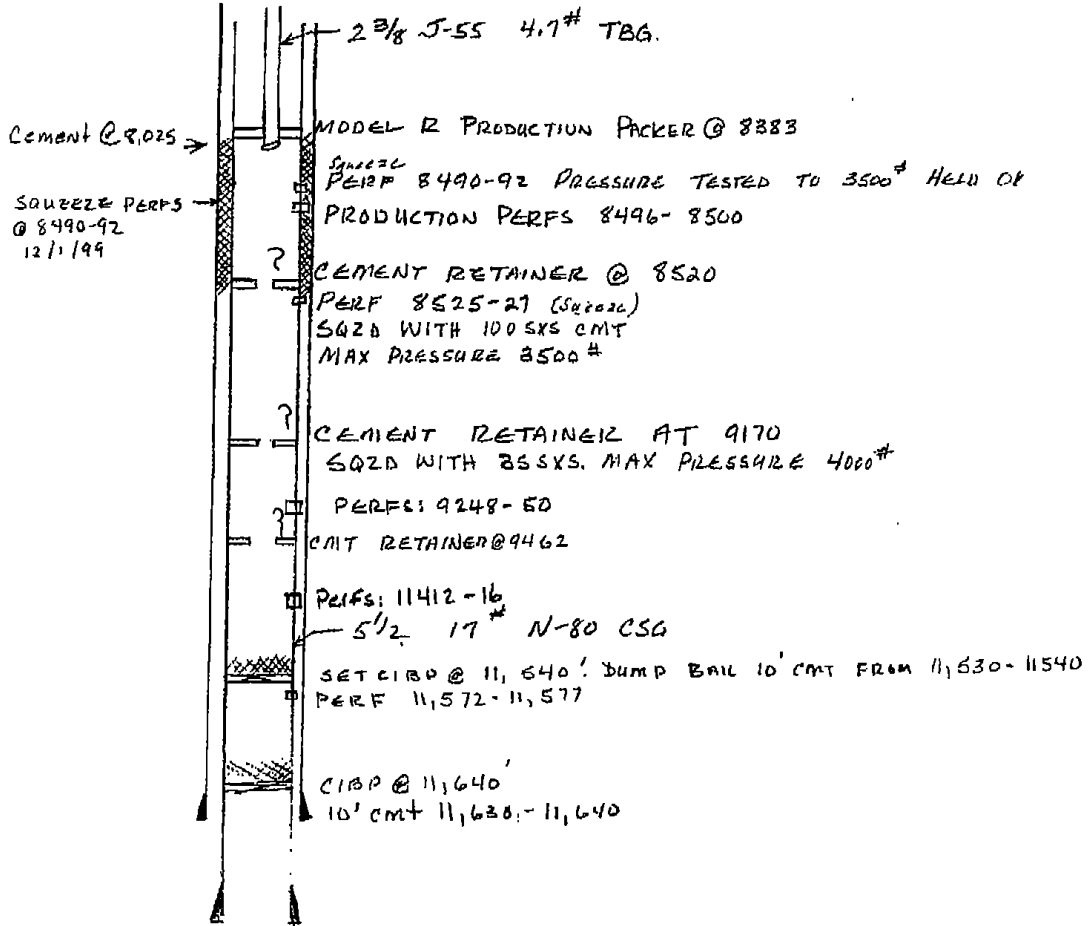 2 3/8 J-55 4.7# TBG.
Cement @ 8,025
MODEL R PRODUCTION PACKER @ 8383
Squeeze
PERF 8490-92 PRESSURE TESTED TO 3500# HELD OK
SQUEEZE PERFS
@ 8490-92
12/1/99
PRODUCTION PERFS 8496-8500
?
CEMENT RETAINER @ 8520
PERF 8525-27 (Squeeze)
SQZD WITH 100 SXS CMT
MAX PRESSURE 3500#
?
CEMENT RETAINER AT 9170
SQZD WITH 35 SXS. MAX PRESSURE 4000#
PERFS: 9248-50
?
CMT RETAINER @ 9462
Perfs: 11412-16
5 1/2 17# N-80 CSG
SET CIBP @ 11,540'. DUMP BAIL 10' CMT FROM 11,530-11540
PERF 11,572-11,577
CIBP @ 11,640'
10' cmt 11,630.-11,640